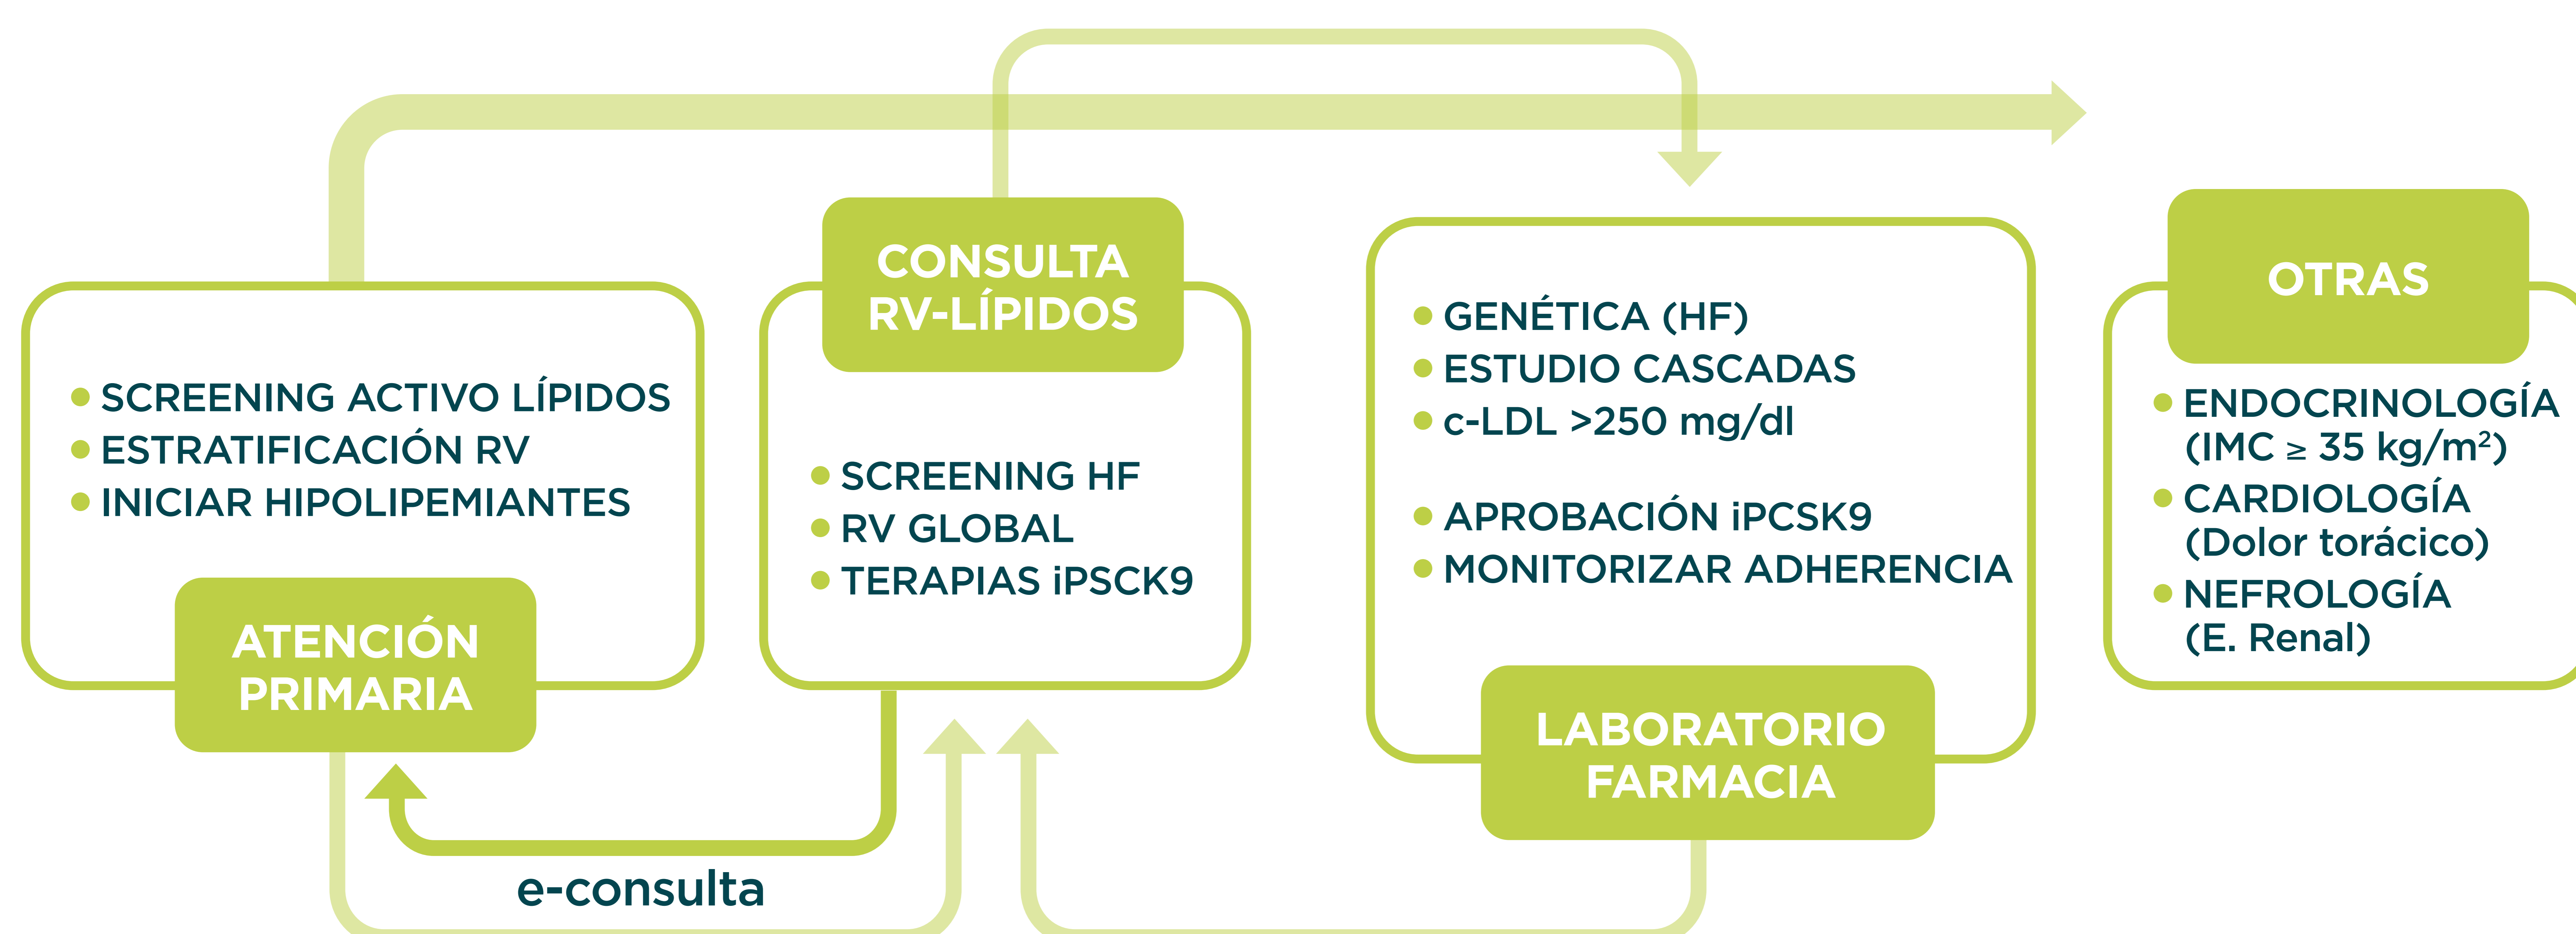 • SCREENING ACTIVO LÍPIDOS
• ESTRATIFICACIÓN RV
• INICIAR HIPOLIPEMIANTES
ATENCIÓN
PRIMARIA
CONSULTA
RV-LÍPIDOS
• SCREENING HF
• RV GLOBAL
• TERAPIAS iPSCK9
e-consulta
• GENÉTICA (HF)
• ESTUDIO CASCADAS
• c-LDL >250 mg/dl
• APROBACIÓN iPCSK9
• MONITORIZAR ADHERENCIA
LABORATORIO
FARMACIA
OTRAS
• ENDOCRINOLOGÍA
(IMC ≥ 35 kg/m²)
• CARDIOLOGÍA
(Dolor torácico)
• NEFROLOGÍA
(E. Renal)